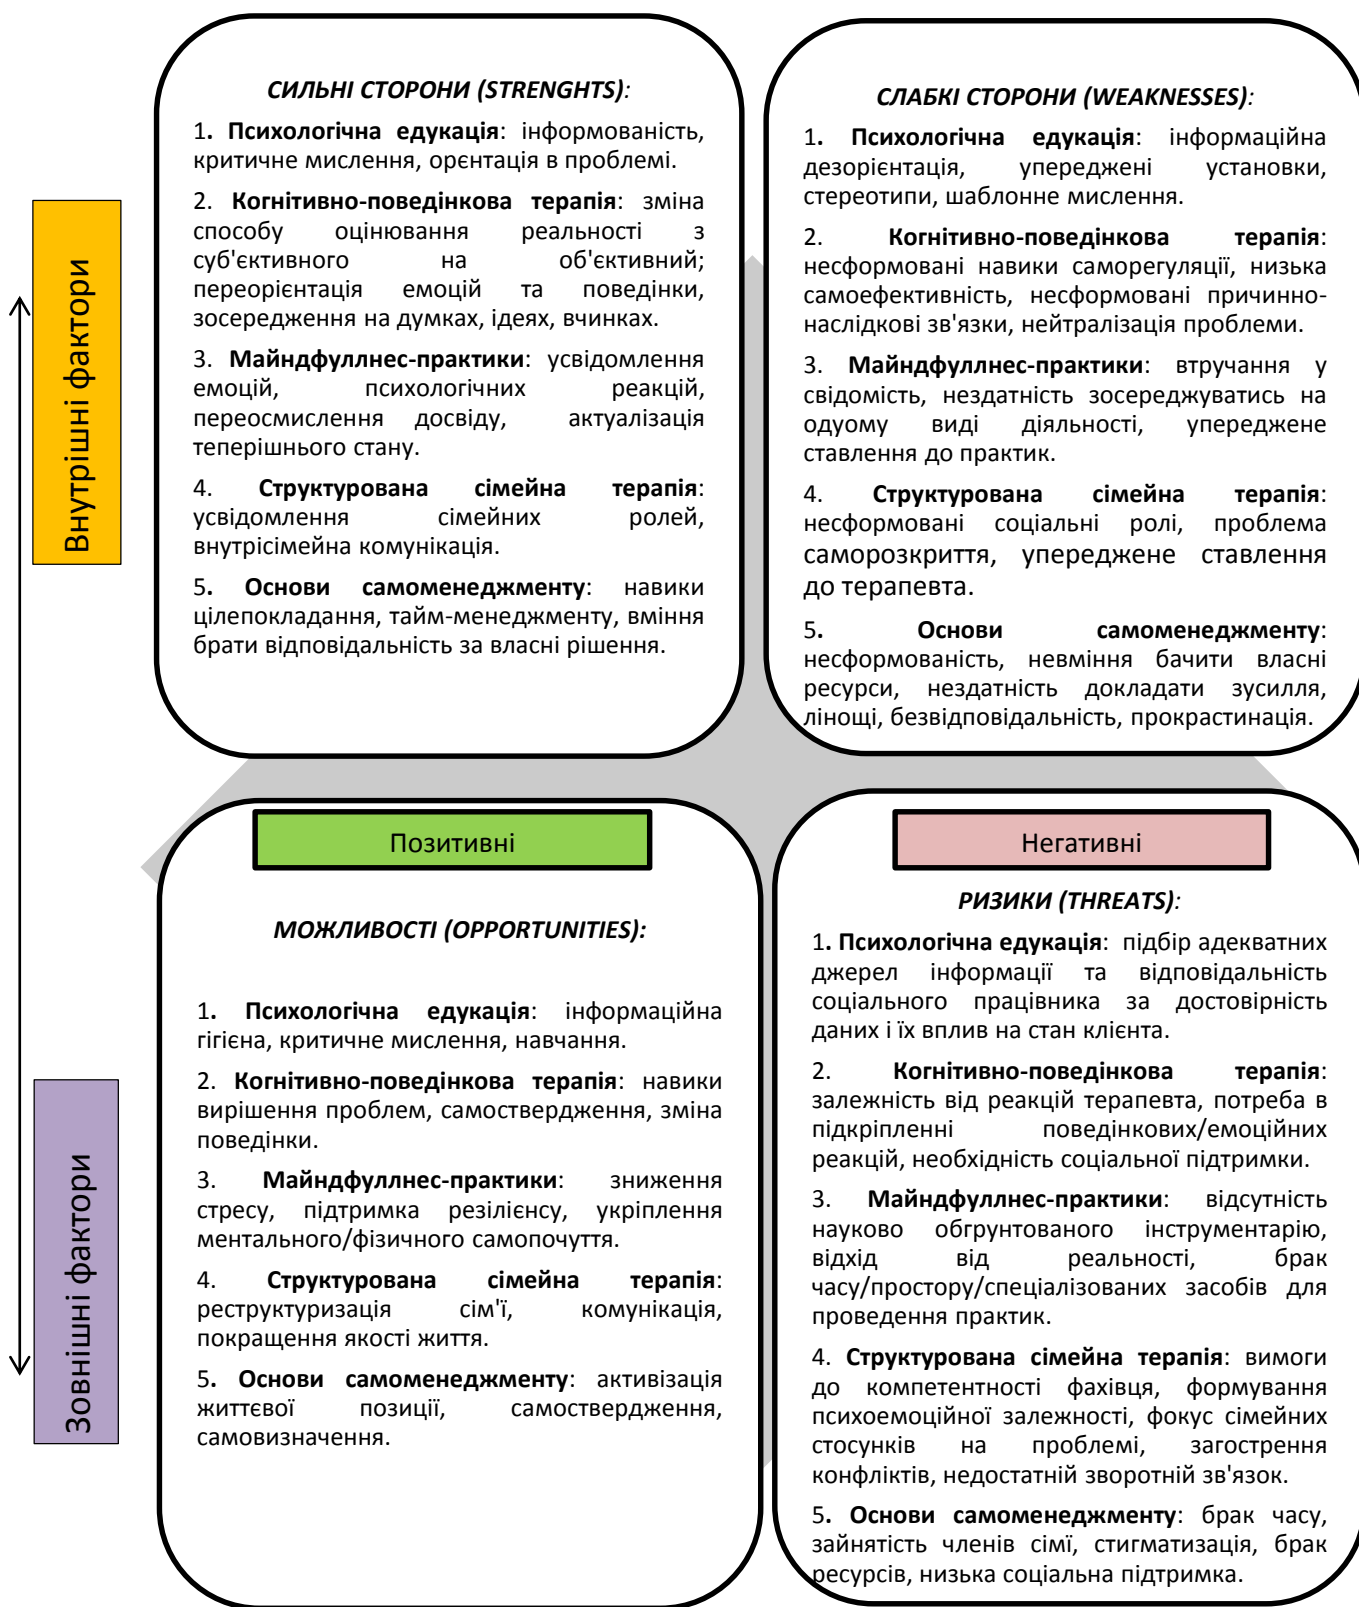 СИЛЬНІ СТОРОНИ (STRENGHTS):
1. Психологічна едукація: інформованість,
критичне мислення, орєнтація в проблемі.
2. Когнітивно-поведінкова терапія: зміна
способу оцінювання реальності з
суб'єктивного на об'єктивний;
переорієнтація емоцій та поведінки,
зосередження на думках, ідеях, вчинках.
3. Майндфуллнес-практики: усвідомлення
емоцій, психологічних реакцій,
переосмислення досвіду, актуалізація
теперішнього стану.
4. Структурована сімейна терапія:
усвідомлення сімейних ролей,
внутрісімейна комунікація.
5. Основи самоменеджменту: навики
цілепокладання, тайм-менеджменту, вміння
брати відповідальність за власні рішення.
СЛАБКІ СТОРОНИ (WEAKNESSES):
1. Психологічна едукація: інформаційна
дезорієнтація, упереджені установки,
стереотипи, шаблонне мислення.
2. Когнітивно-поведінкова терапія:
несформовані навики саморегуляції, низька
самоефективність, несформовані причинно-
наслідкові зв'язки, нейтралізація проблеми.
3. Майндфуллнес-практики: втручання у
свідомість, нездатність зосереджуватись на
одуому виді діяльності, упереджене
ставлення до практик.
4. Структурована сімейна терапія:
несформовані соціальні ролі, проблема
саморозкриття, упереджене ставлення
до терапевта.
5. Основи самоменеджменту:
несформованість, невміння бачити власні
ресурси, нездатність докладати зусилля,
лінощі, безвідповідальність, прокрастинація.
Внутрішні фактори
Позитивні
МОЖЛИВОСТІ (OPPORTUNITIES):
1. Психологічна едукація: інформаційна
гігієна, критичне мислення, навчання.
2. Когнітивно-поведінкова терапія: навики
вирішення проблем, самоствердження, зміна
поведінки.
3. Майндфуллнес-практики: зниження
стресу, підтримка резілієнсу, укріплення
ментального/фізичного самопочуття.
4. Структурована сімейна терапія:
реструктуризація сім'ї, комунікація,
покращення якості життя.
5. Основи самоменеджменту: активізація
життєвої позиції, самоствердження,
самовизначення.
Негативні
РИЗИКИ (THREATS):
1. Психологічна едукація: підбір адекватних
джерел інформації та відповідальність
соціального працівника за достовірність
даних і їх вплив на стан клієнта.
2. Когнітивно-поведінкова терапія:
залежність від реакцій терапевта, потреба в
підкріпленні поведінкових/емоційних
реакцій, необхідність соціальної підтримки.
3. Майндфуллнес-практики: відсутність
науково обгрунтованого інструментарію,
відхід від реальності, брак
часу/простору/спеціалізованих засобів для
проведення практик.
4. Структурована сімейна терапія: вимоги
до компетентності фахівця, формування
психоемоційної залежності, фокус сімейних
стосунків на проблемі, загострення
конфліктів, недостатній зворотній зв'язок.
5. Основи самоменеджменту: брак часу,
зайнятість членів сімї, стигматизація, брак
ресурсів, низька соціальна підтримка.
Зовнішні фактори